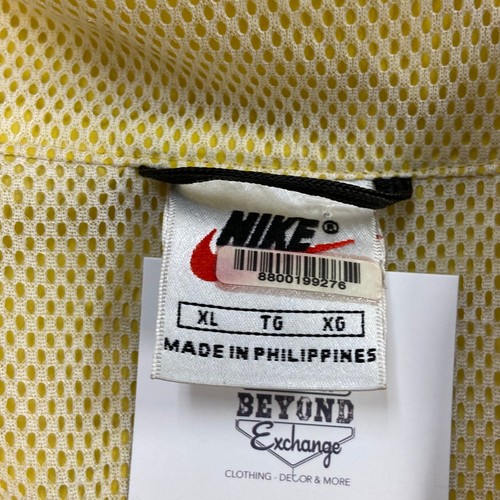 NIKE®
8800199276
XL TG XG
MADE IN PHILIPPINES
BEYOND
Exchange
CLOTHING - DECOR & MORE